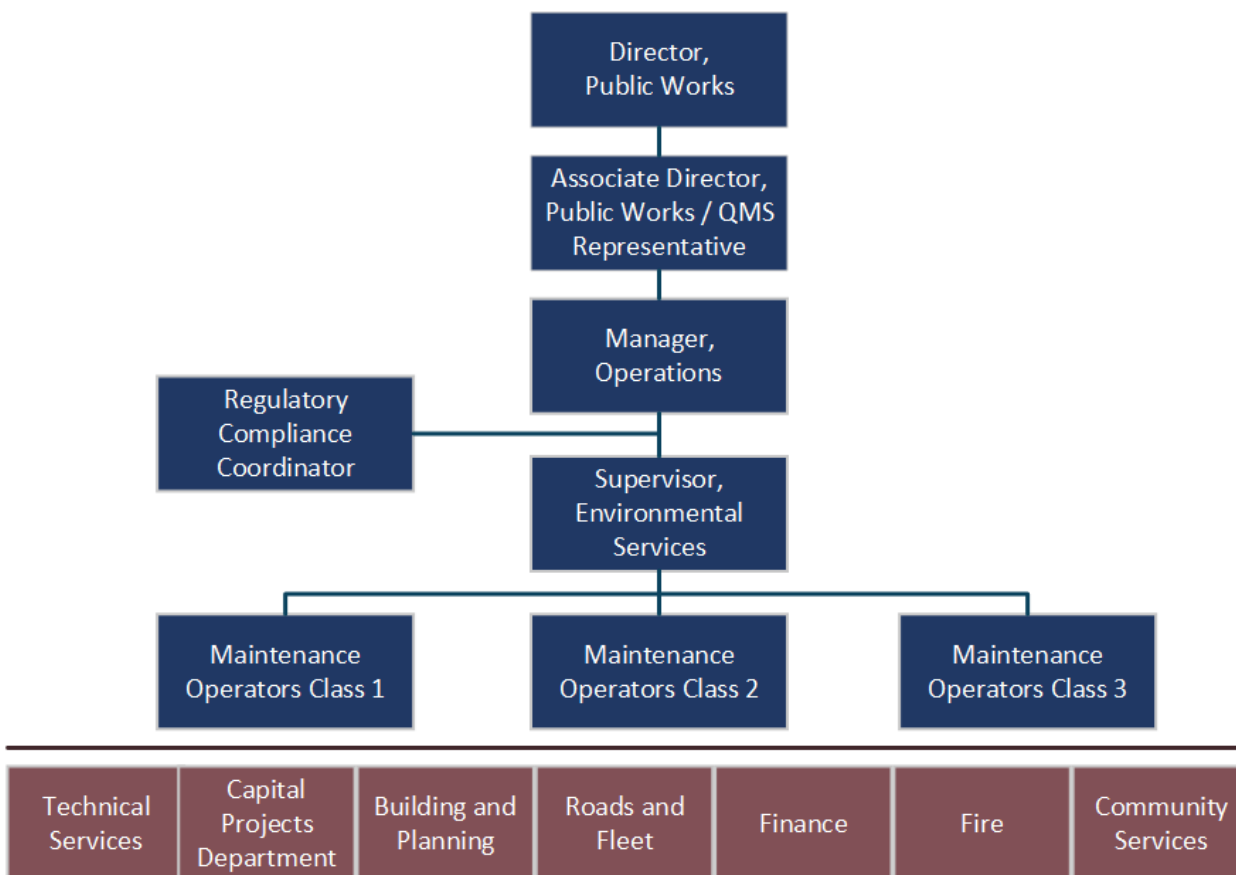 Director,
Public Works
Associate Director,
Public Works / QMS
Representative
Manager,
Operations
Regulatory
Compliance
Coordinator
Supervisor,
Environmental
Services
Maintenance
Operators Class 1
Maintenance
Operators Class 2
Maintenance
Operators Class 3
Technical
Services
Capital
Projects
Department
Building and
Planning
Roads and
Fleet
Finance
Fire
Community
Services